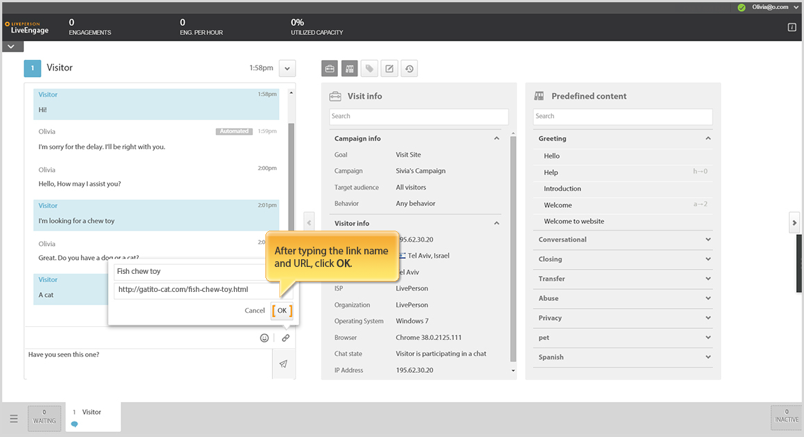 Olivia@o.com
LIVEPERSON
LiveEngage
0
ENGAGEMENTS
0
ENG. PER HOUR
0%
UTILIZED CAPACITY
1
Visitor
1:58pm
Visitor
1:58pm
Hi!
Olivia
Automated
1:59pm
I'm sorry for the delay. I'll be right with you.
Olivia
2:00pm
Hello, How may I assist you?
Visitor
2:01pm
I'm looking for a chew toy
Olivia
Great. Do you have a dog or a cat?
Visitor
A cat
Fish chew toy
http://gatito-cat.com/fish-chew-toy.html
Cancel
OK
After typing the link name
and URL, click OK.
Have you seen this one?
Visit info
Search
Campaign info
Goal
Visit Site
Campaign
Sivia's Campaign
Target audience
All visitors
Behavior
Any behavior
Visitor info
195.62.30.20
Tel Aviv, Israel
Tel Aviv
ISP
LivePerson
Organization
LivePerson
Operating System
Windows 7
Browser
Chrome 38.0.2125.111
Chat state
Visitor is participating in a chat
IP Address
195.62.30.20
Predefined content
Search
Greeting
Hello
Help
h→0
Introduction
Welcome
a→2
Welcome to website
Conversational
Closing
Transfer
Abuse
Privacy
pet
Spanish
0
WAITING
1
Visitor
0
INACTIVE